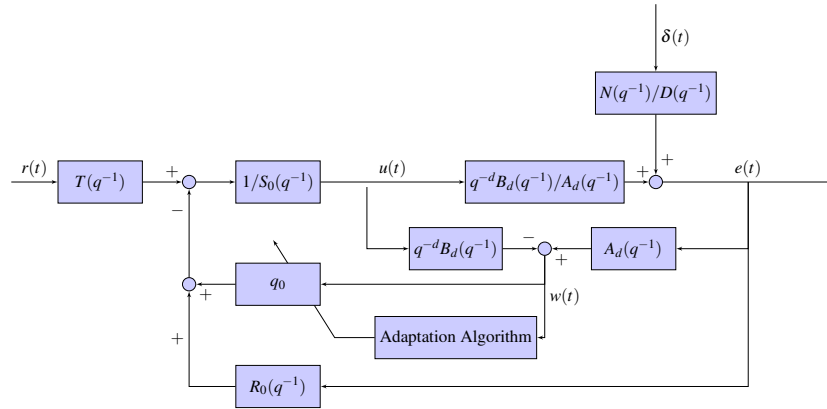 δ(t)
N(q⁻¹)/D(q⁻¹)
r(t)
T(q⁻¹)
+
−
1/S₀(q⁻¹)
u(t)
q⁻ᵈB_d(q⁻¹)/A_d(q⁻¹)
+
+
e(t)
q⁻ᵈB_d(q⁻¹)
−
+
A_d(q⁻¹)
q₀
+
+
w(t)
Adaptation Algorithm
R₀(q⁻¹)